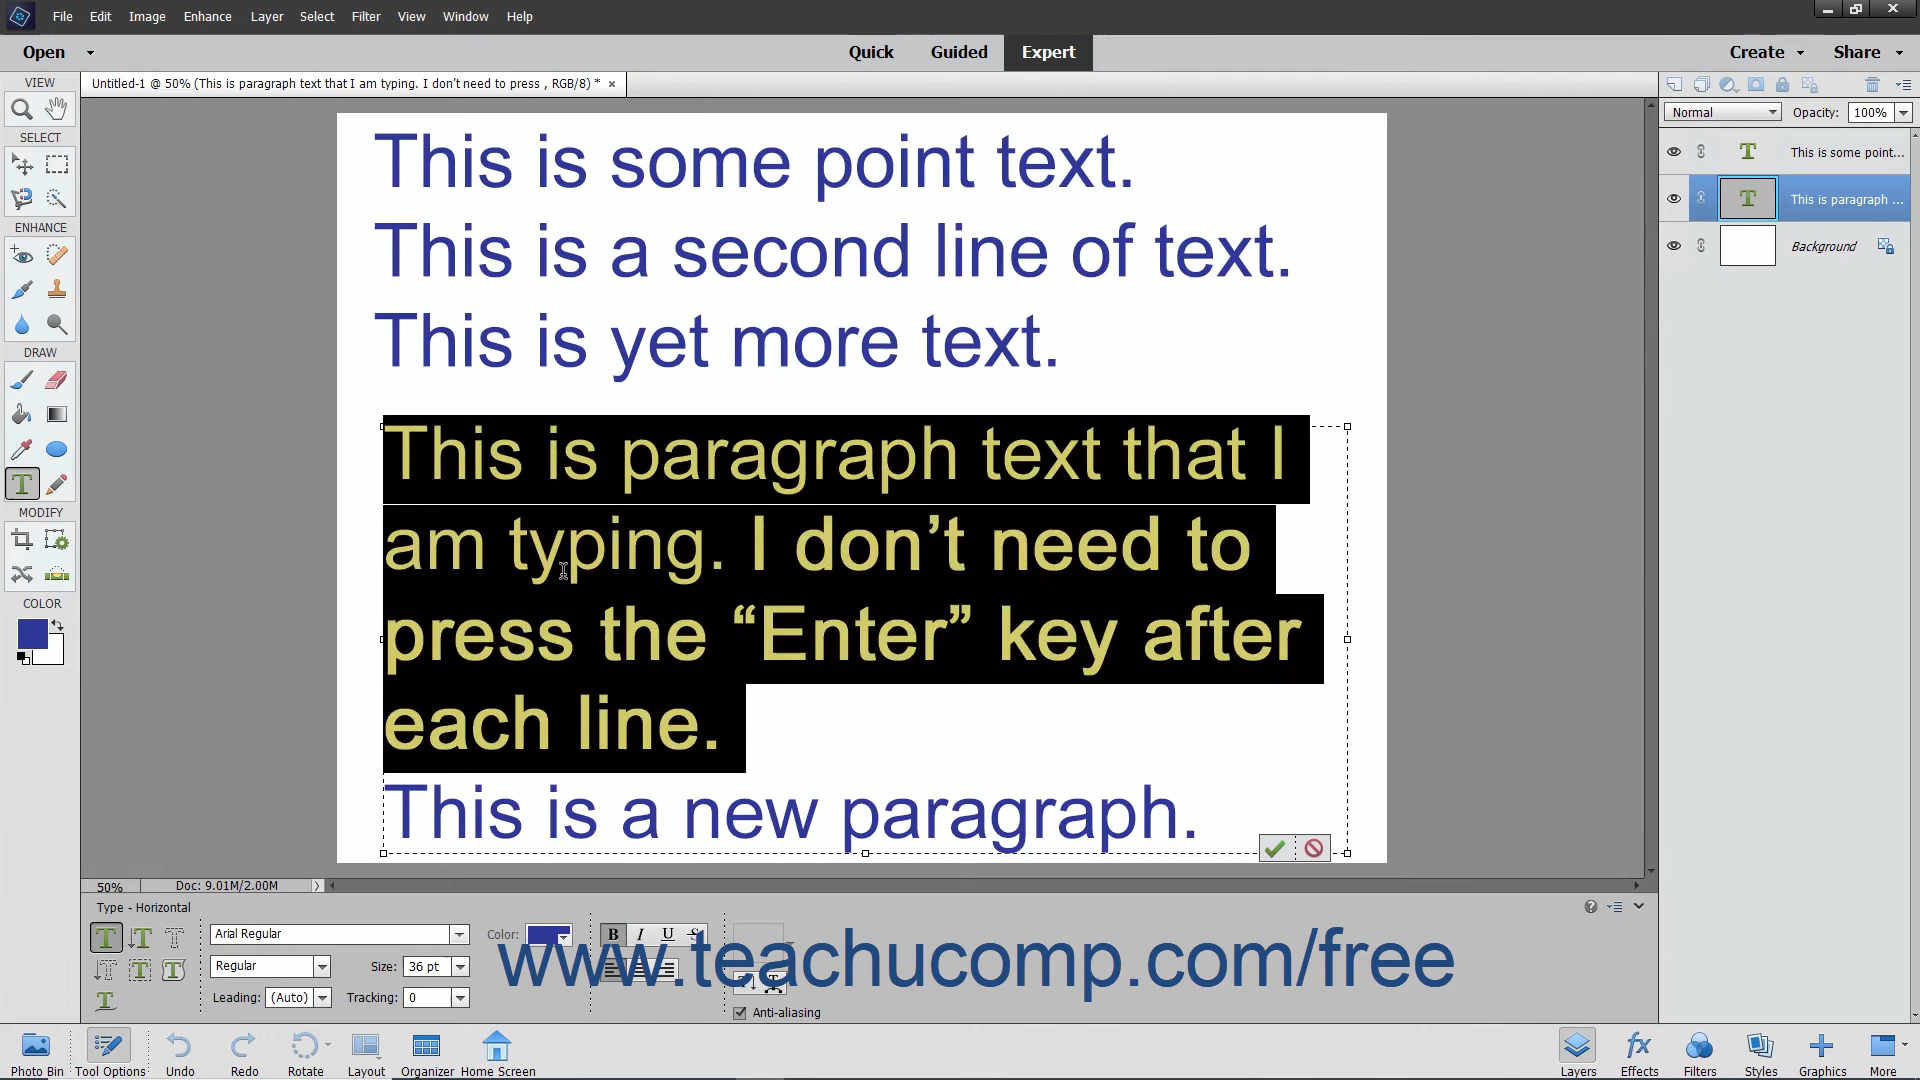 File Edit Image Enhance Layer Select Filter View Window Help
Open Quick Guided Expert Create Share
VIEW
Untitled-1 @ 50% (This is paragraph text that I am typing. I don't need to press , RGB/8) * ×
SELECT
ENHANCE
DRAW
MODIFY
COLOR
Normal Opacity: 100%
This is some point...
This is paragraph ...
Background
This is some point text.
This is a second line of text.
This is yet more text.
This is paragraph text that I
am typing. I don’t need to
press the “Enter” key after
each line.
This is a new paragraph.
50% Doc: 9.01M/2.00M
Type - Horizontal
Arial Regular Color: B I U S
Regular Size: 36 pt
Leading: (Auto) Tracking: 0
Anti-aliasing
www.teachucomp.com/free
Photo Bin Tool Options Undo Redo Rotate Layout Organizer Home Screen Layers Effects Filters Styles Graphics More